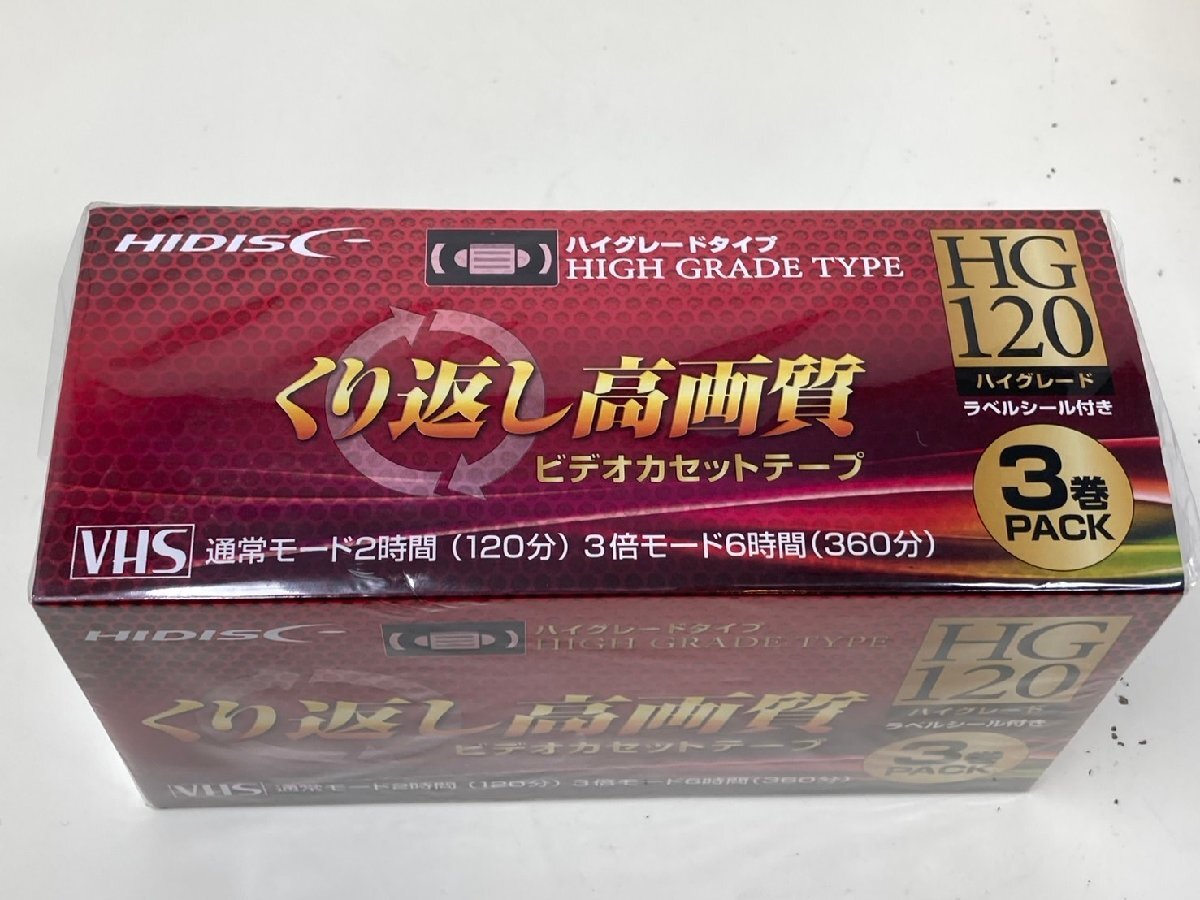 HIDISC
ハイグレードタイプ
HIGH GRADE TYPE
HG
120
ハイグレード
ラベルシール付き
くり返し高画質
ビデオカセットテープ
3巻
PACK
VHS 通常モード2時間（120分）3倍モード6時間（360分）
HIDISC
ハイグレードタイプ
HIGH GRADE TYPE
HG
120
ハイグレード
ラベルシール付き
くり返し高画質
ビデオカセットテープ
3巻
PACK
VHS 通常モード2時間（120分）3倍モード6時間（360分）